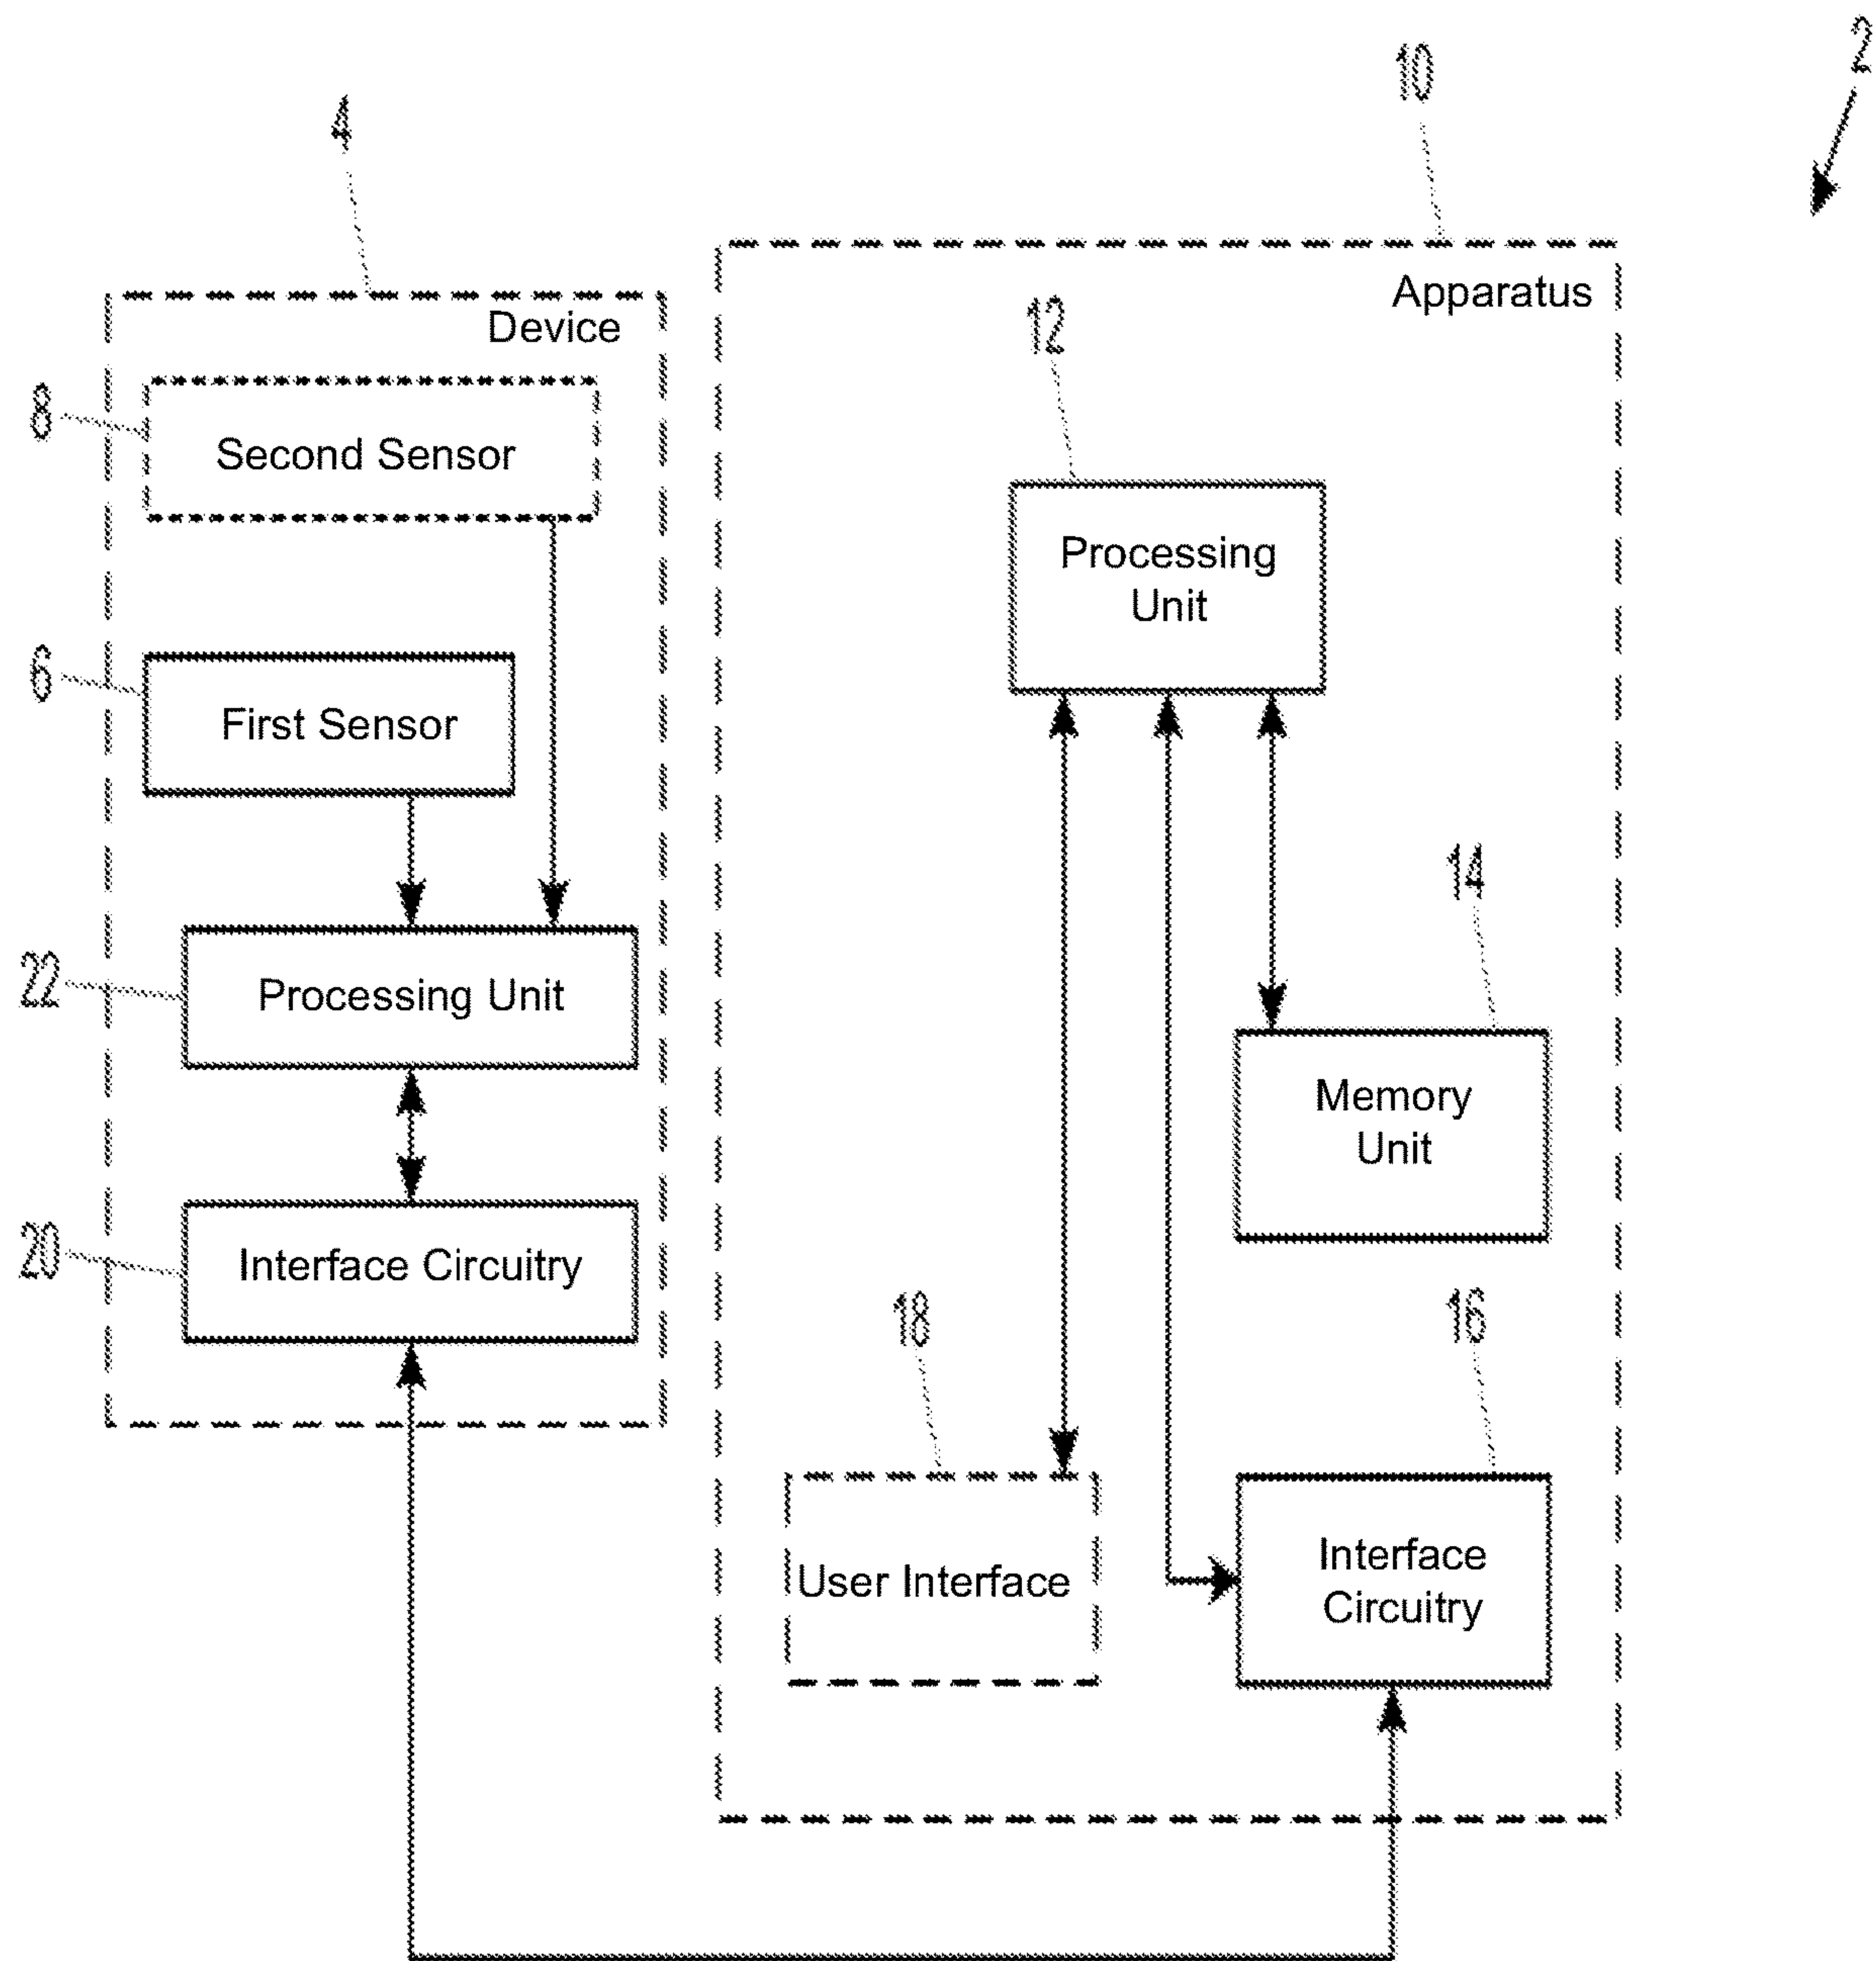 2
10
4
Apparatus
Device
12
8
Second Sensor
Processing
Unit
6
First Sensor
14
22
Processing Unit
Memory
Unit
20
Interface Circuitry
18
16
User Interface
Interface
Circuitry